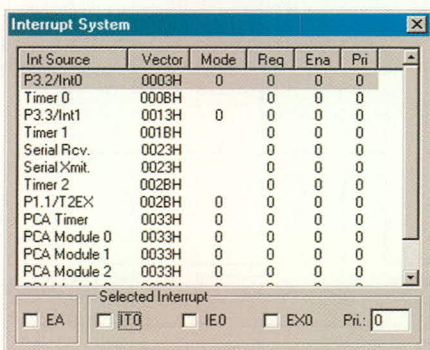 Interrupt System
Int Source Vector Mode Req Ena Pri
P3.2/Int0 0003H 0 0 0 0
Timer 0 000BH 0 0 0
P3.3/Int1 0013H 0 0 0 0
Timer 1 001BH 0 0 0
Serial Rcv. 0023H 0 0 0
Serial Xmit. 0023H 0 0 0
Timer 2 002BH 0 0 0
P1.1/T2EX 002BH 0 0 0 0
PCA Timer 0033H 0 0 0 0
PCA Module 0 0033H 0 0 0 0
PCA Module 1 0033H 0 0 0 0
PCA Module 2 0033H 0 0 0 0
Selected Interrupt
EA IT0 IE0 EX0 Pri.: 0